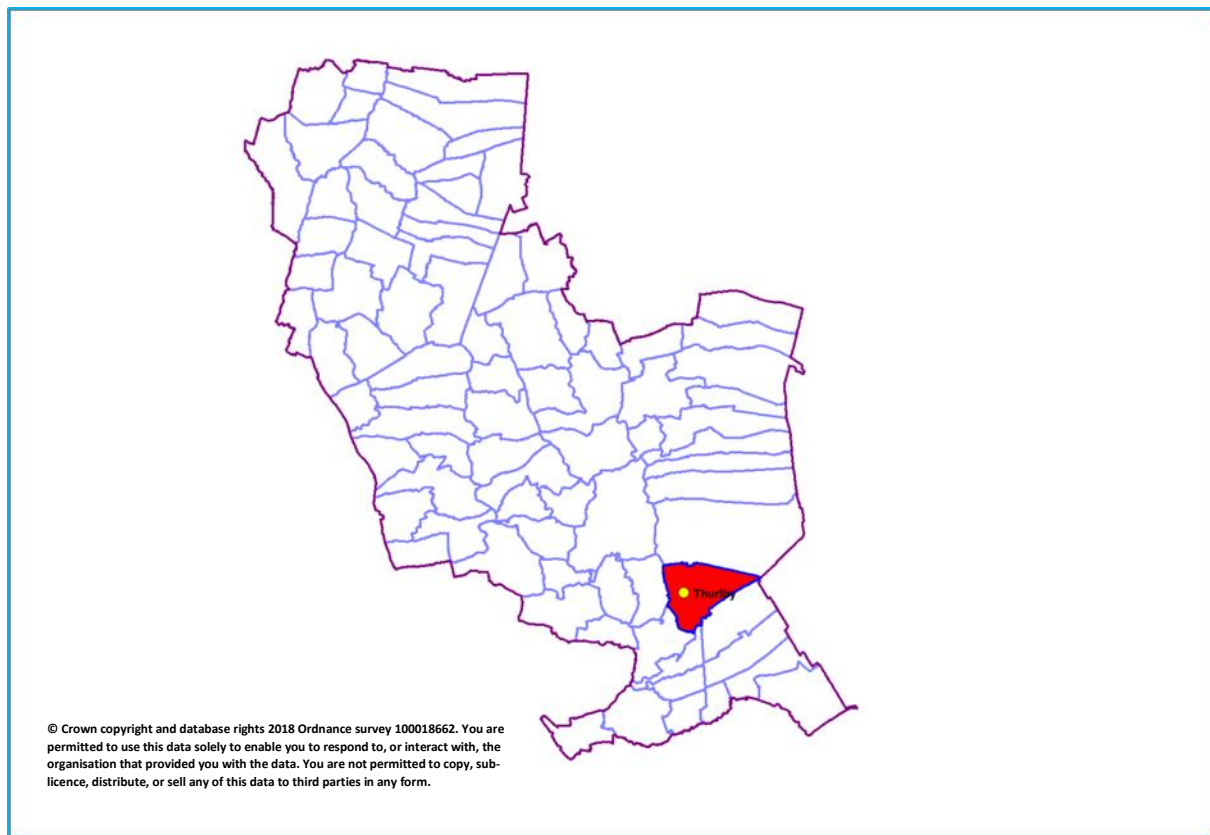 Thurlby
© Crown copyright and database rights 2018 Ordnance survey 100018662. You are
permitted to use this data solely to enable you to respond to, or interact with, the
organisation that provided you with the data. You are not permitted to copy, sub-
licence, distribute, or sell any of this data to third parties in any form.